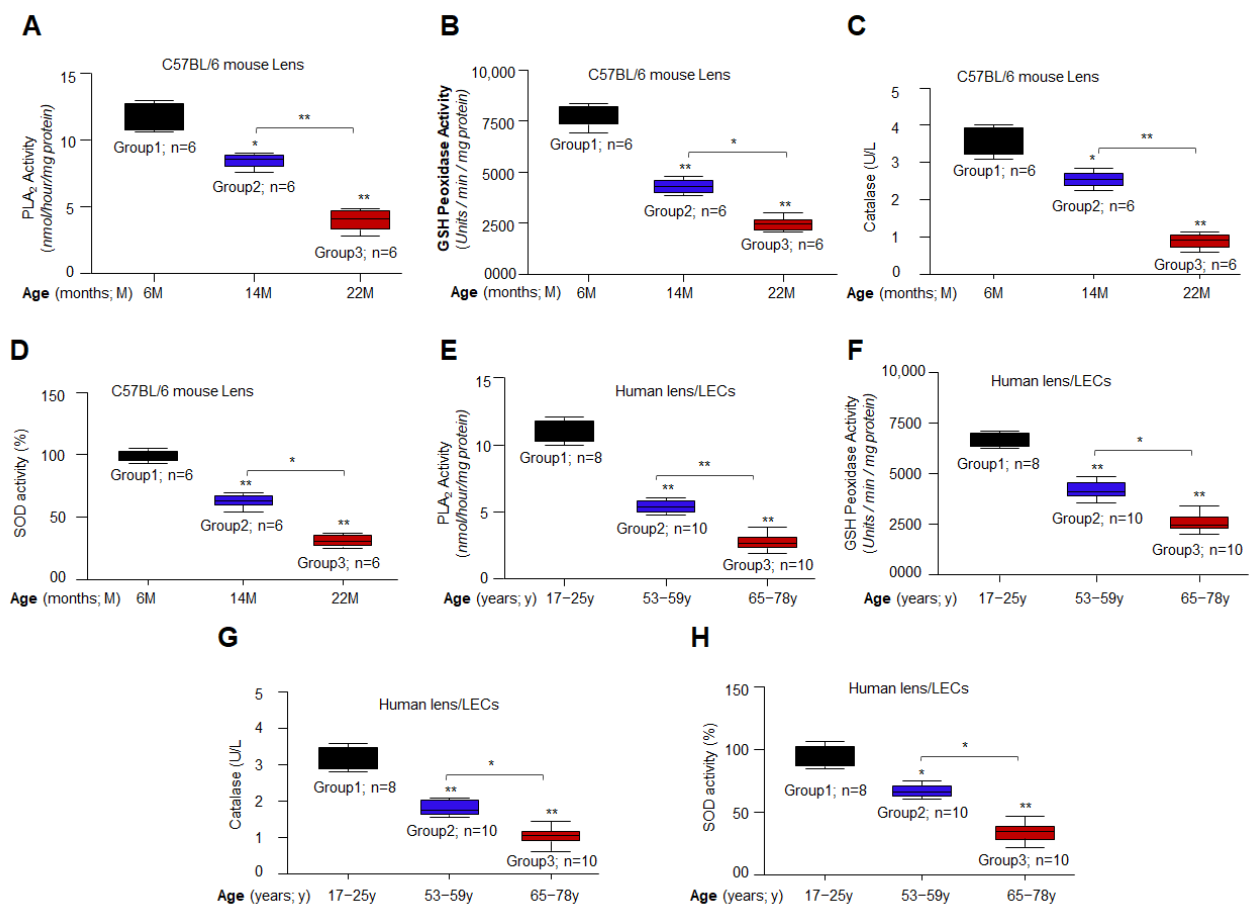 A
C57BL/6 mouse Lens
15
10
5
0
PLA₂ Activity
(nmol/hour/mg protein)
Group1; n=6
*
Group2; n=6
**
**
Group3; n=6
Age (months; M)
6M
14M
22M
B
C57BL/6 mouse Lens
10,000
7500
5000
2500
0000
GSH Peoxidase Activity
(Units / min / mg protein)
Group1; n=6
**
Group2; n=6
*
**
Group3; n=6
Age (months; M)
6M
14M
22M
C
C57BL/6 mouse Lens
5
4
3
2
1
0
Catalase (U/L
Group1; n=6
*
Group2; n=6
**
**
Group3; n=6
Age (months; M)
6M
14M
22M
D
C57BL/6 mouse Lens
150
100
50
00
SOD activity (%)
Group1; n=6
**
Group2; n=6
*
**
Group3; n=6
Age (months; M)
6M
14M
22M
E
Human lens/LECs
15
10
5
0
PLA₂ Activity
(nmol/hour/mg protein)
Group1; n=8
**
Group2; n=10
**
**
Group3; n=10
Age (years; y)
17−25y
53−59y
65−78y
F
Human lens/LECs
10,000
7500
5000
2500
0000
GSH Peoxidase Activity
(Units / min / mg protein)
Group1; n=8
**
Group2; n=10
*
**
Group3; n=10
Age (years; y)
17−25y
53−59y
65−78y
G
Human lens/LECs
5
4
3
2
1
0
Catalase (U/L
Group1; n=8
**
Group2; n=10
*
**
Group3; n=10
Age (years; y)
17−25y
53−59y
65−78y
H
Human lens/LECs
150
100
50
00
SOD activity (%)
Group1; n=8
*
Group2; n=10
*
**
Group3; n=10
Age (years; y)
17−25y
53−59y
65−78y